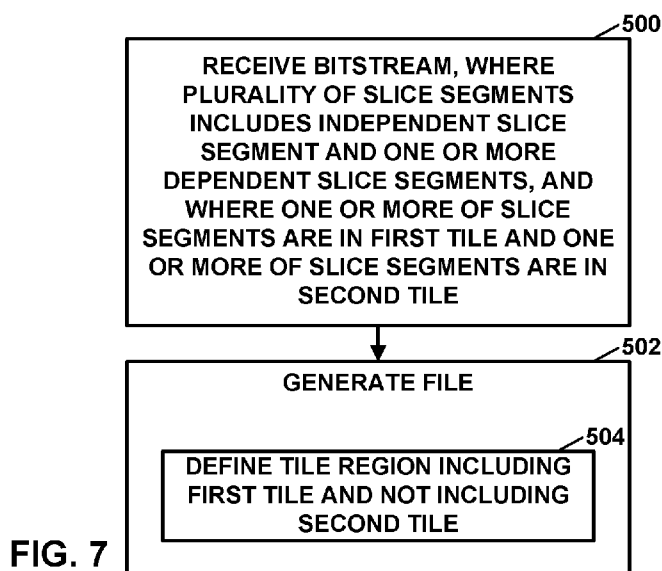 500
RECEIVE BITSTREAM, WHERE
PLURALITY OF SLICE SEGMENTS
INCLUDES INDEPENDENT SLICE
SEGMENT AND ONE OR MORE
DEPENDENT SLICE SEGMENTS, AND
WHERE ONE OR MORE OF SLICE
SEGMENTS ARE IN FIRST TILE AND ONE
OR MORE OF SLICE SEGMENTS ARE IN
SECOND TILE
502
GENERATE FILE
504
DEFINE TILE REGION INCLUDING
FIRST TILE AND NOT INCLUDING
SECOND TILE
FIG. 7